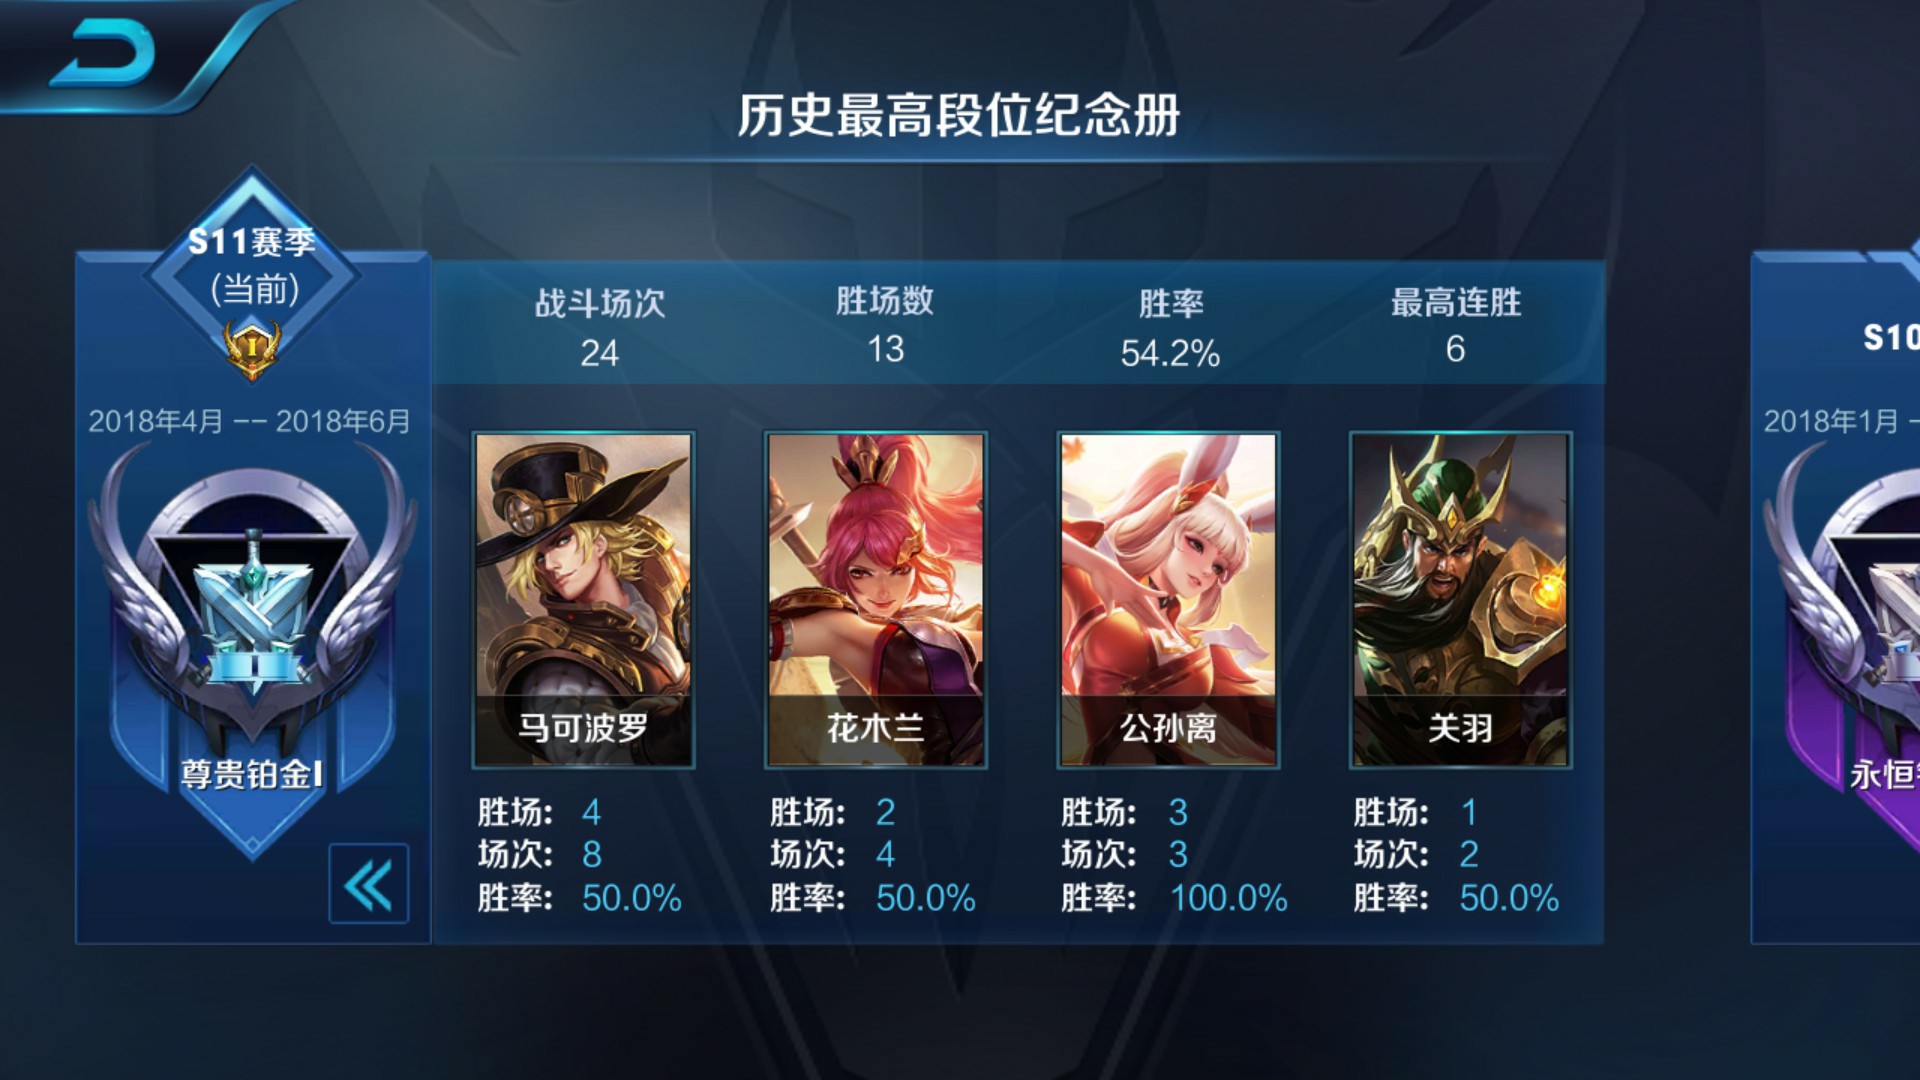 历史最高段位纪念册
S11赛季
(当前)
I
2018年4月 -- 2018年6月
尊贵铂金I
战斗场次 胜场数 胜率 最高连胜
24 13 54.2% 6
马可波罗 花木兰 公孙离 关羽
胜场: 4 胜场: 2 胜场: 3 胜场: 1
场次: 8 场次: 4 场次: 3 场次: 2
胜率: 50.0% 胜率: 50.0% 胜率: 100.0% 胜率: 50.0%
S10
2018年1月 -
永恒